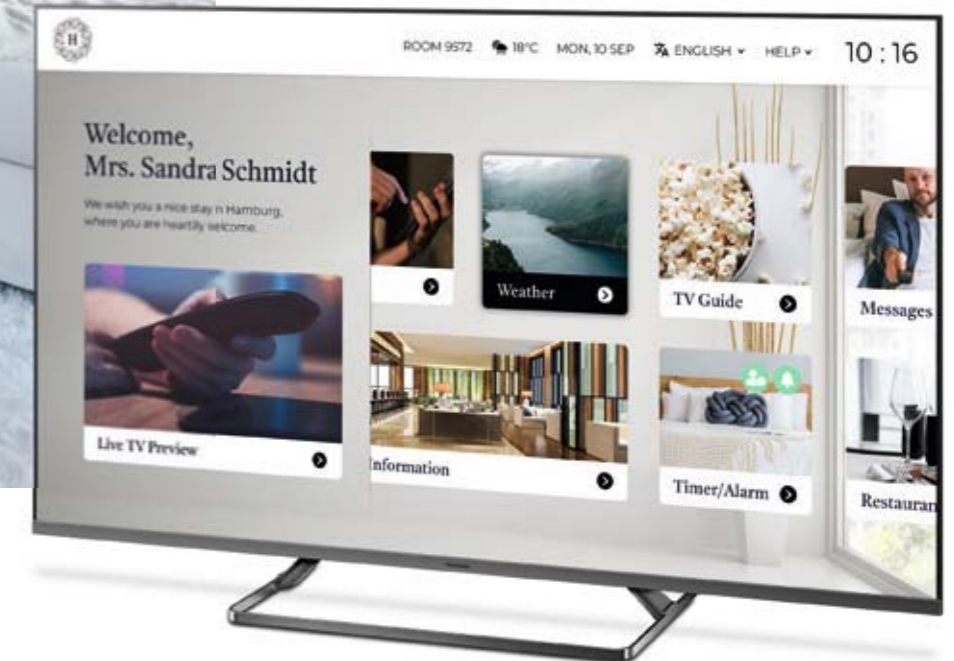 H
ROOM 9572 18°C MON, 10 SEP ENGLISH HELP 10 : 16
Welcome,
Mrs. Sandra Schmidt
We wish you a nice stay n Hamburg,
where you are heartily welcome.
Weather
TV Guide
Messages
Live TV Preview
Information
Timer/Alarm
Restauran